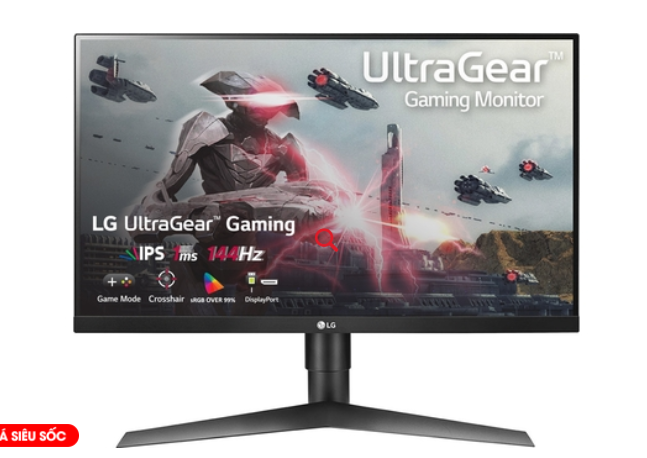 UltraGear™
Gaming Monitor
LG UltraGear™ Gaming
IPS 1ms 144Hz
Game Mode Crosshair sRGB OVER 99% DisplayPort
LG
Á SIÊU SỐC